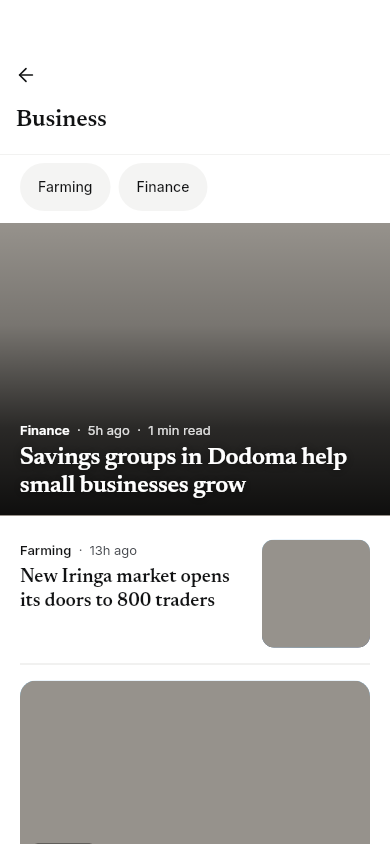 Business
Farming
Finance
Finance · 5h ago · 1 min read
Savings groups in Dodoma help
small businesses grow
Farming · 13h ago
New Iringa market opens
its doors to 800 traders